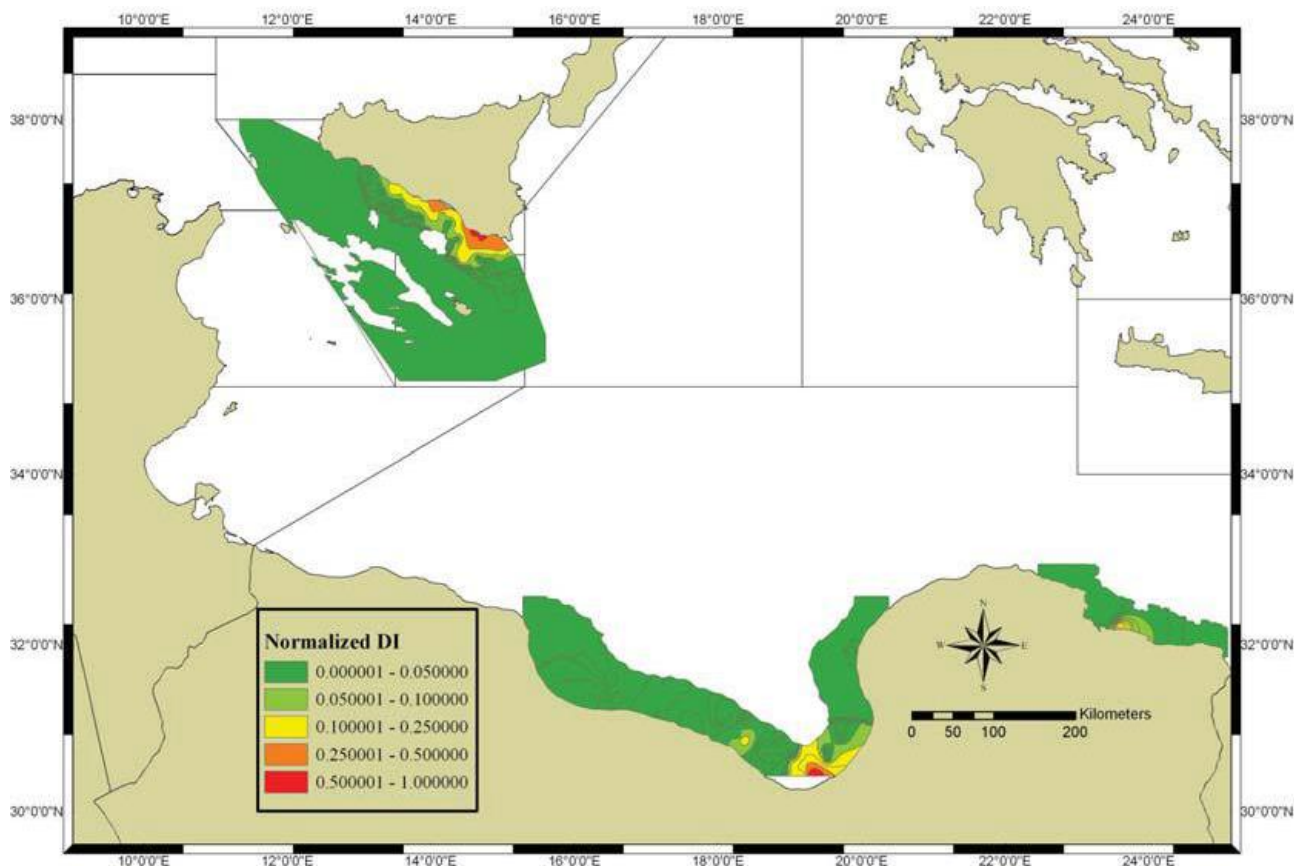 10°0'0"E 12°0'0"E 14°0'0"E 16°0'0"E 18°0'0"E 20°0'0"E 22°0'0"E 24°0'0"E
38°0'0"N 38°0'0"N
36°0'0"N 36°0'0"N
34°0'0"N 34°0'0"N
32°0'0"N 32°0'0"N
30°0'0"N 30°0'0"N
N
W E
S
Normalized DI
0.000001 - 0.050000
0.050001 - 0.100000
0.100001 - 0.250000
0.250001 - 0.500000
0.500001 - 1.000000
Kilometers
0 50 100 200
10°0'0"E 12°0'0"E 14°0'0"E 16°0'0"E 18°0'0"E 20°0'0"E 22°0'0"E 24°0'0"E